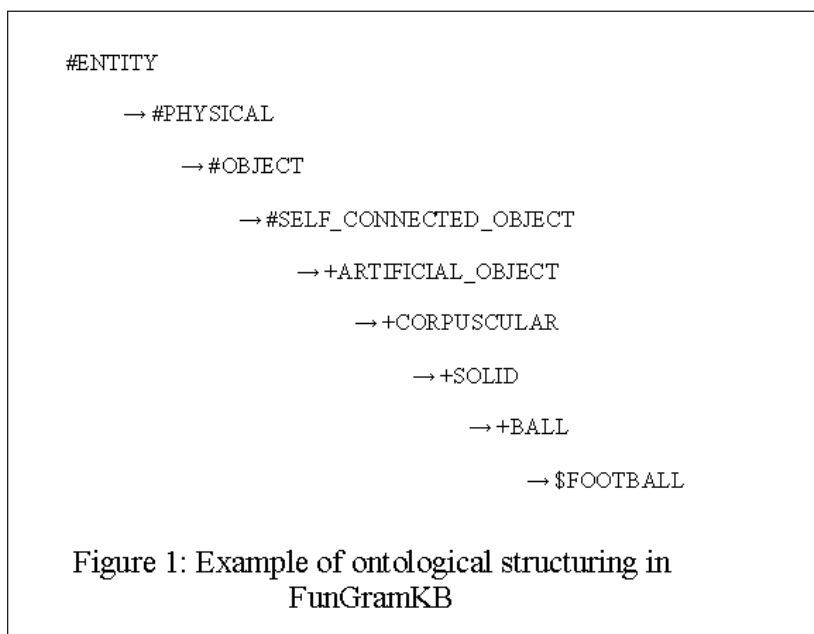 #ENTITY
→ #PHYSICAL
→ #OBJECT
→ #SELF_CONNECTED_OBJECT
→ +ARTIFICIAL_OBJECT
→ +CORPUSCULAR
→ +SOLID
→ +BALL
→ $FOOTBALL
Figure 1: Example of ontological structuring in
FunGramKB